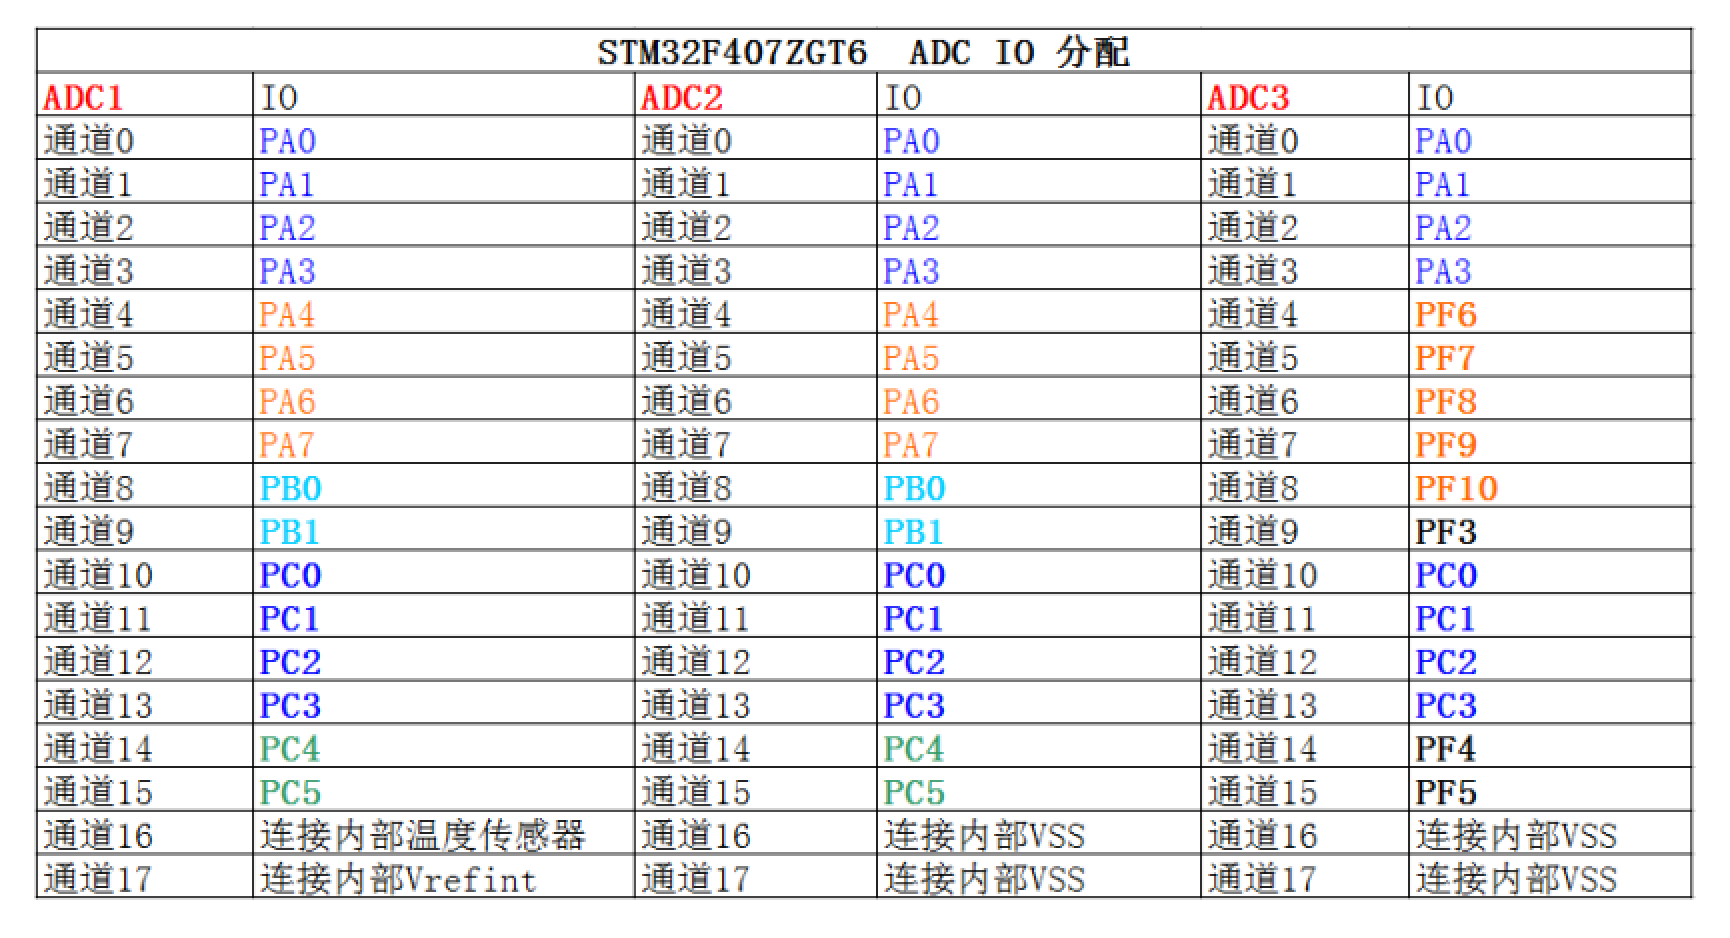 STM32F407ZGT6 ADC IO 分配
ADC1 IO ADC2 IO ADC3 IO
通道0 PA0 通道0 PA0 通道0 PA0
通道1 PA1 通道1 PA1 通道1 PA1
通道2 PA2 通道2 PA2 通道2 PA2
通道3 PA3 通道3 PA3 通道3 PA3
通道4 PA4 通道4 PA4 通道4 PF6
通道5 PA5 通道5 PA5 通道5 PF7
通道6 PA6 通道6 PA6 通道6 PF8
通道7 PA7 通道7 PA7 通道7 PF9
通道8 PB0 通道8 PB0 通道8 PF10
通道9 PB1 通道9 PB1 通道9 PF3
通道10 PC0 通道10 PC0 通道10 PC0
通道11 PC1 通道11 PC1 通道11 PC1
通道12 PC2 通道12 PC2 通道12 PC2
通道13 PC3 通道13 PC3 通道13 PC3
通道14 PC4 通道14 PC4 通道14 PF4
通道15 PC5 通道15 PC5 通道15 PF5
通道16 连接内部温度传感器 通道16 连接内部VSS 通道16 连接内部VSS
通道17 连接内部Vrefint 通道17 连接内部VSS 通道17 连接内部VSS